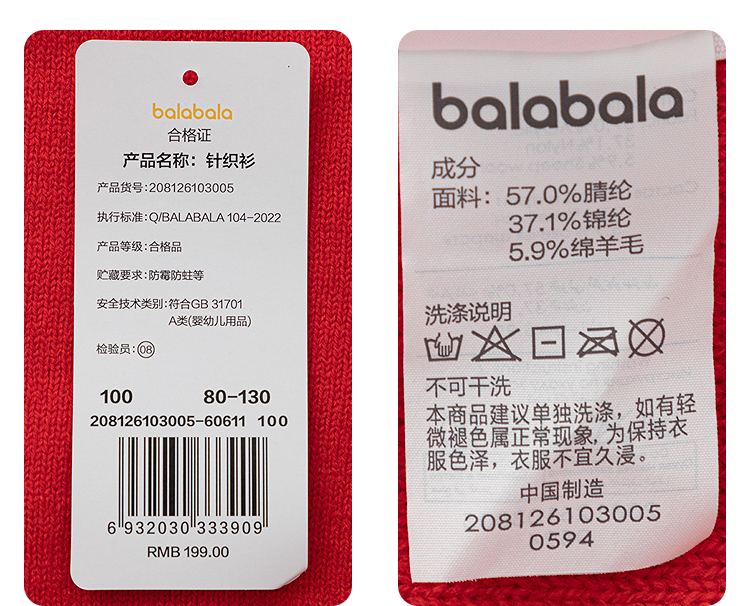 balabala
合格证
产品名称：针织衫
产品货号:208126103005
执行标准:Q/BALABALA 104-2022
产品等级:合格品
贮藏要求:防霉防蛀等
安全技术类别:符合GB 31701
A类(婴幼儿用品)
检验员:08
100 80-130
208126103005-60611 100
6 932030 333909
RMB 199.00
balabala
成分
面料：57.0%腈纶
37.1%锦纶
5.9%绵羊毛
洗涤说明
不可干洗
本商品建议单独洗涤，如有轻
微褪色属正常现象,为保持衣
服色泽，衣服不宜久浸。
中国制造
208126103005
0594